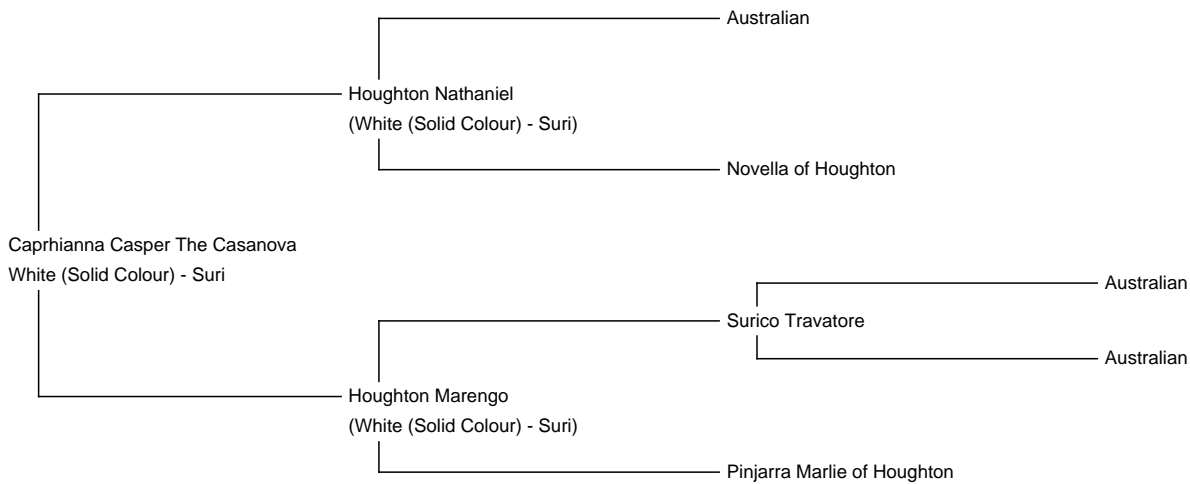 Australian
Houghton Nathaniel
(White (Solid Colour) - Suri)
Novella of Houghton
Caprhianna Casper The Casanova
White (Solid Colour) - Suri
Australian
Surico Travatore
Australian
Houghton Marengo
(White (Solid Colour) - Suri)
Pinjarra Marlie of Houghton